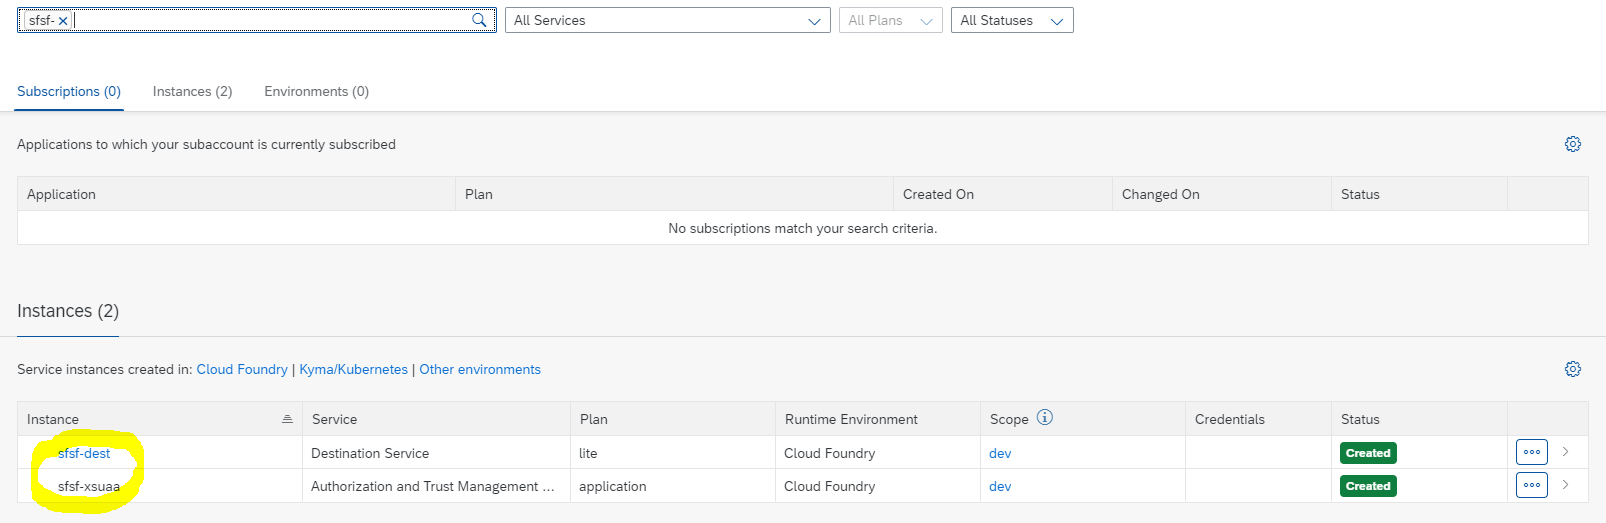 sfsf- All Services All Plans All Statuses
Subscriptions (0) Instances (2) Environments (0)
Applications to which your subaccount is currently subscribed
Application Plan Created On Changed On Status
No subscriptions match your search criteria.
Instances (2)
Service instances created in: Cloud Foundry | Kyma/Kubernetes | Other environments
Instance Service Plan Runtime Environment Scope Credentials Status
sfsf-dest Destination Service lite Cloud Foundry dev Created
sfsf-xsuaa Authorization and Trust Management ... application Cloud Foundry dev Created